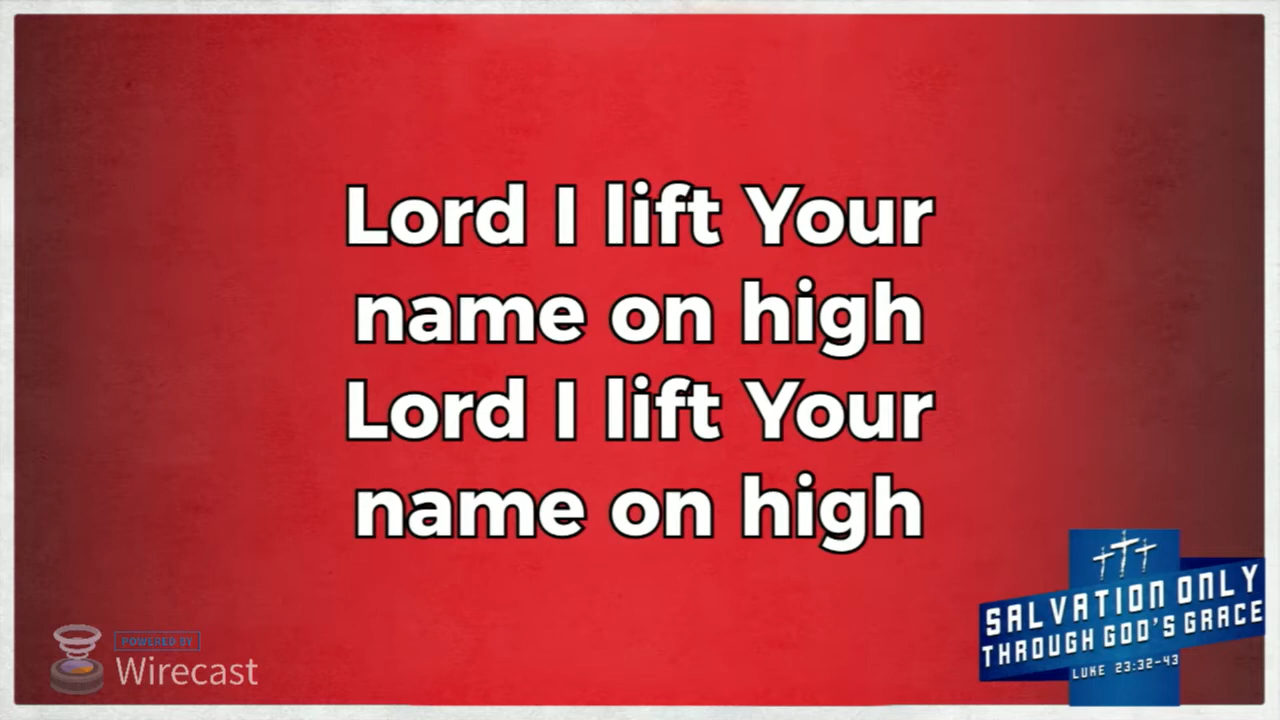 Lord I lift Your
name on high
Lord I lift Your
name on high
SALVATION ONLY
THROUGH GOD'S GRACE
LUKE 23:32-43
POWERED BY
Wirecast